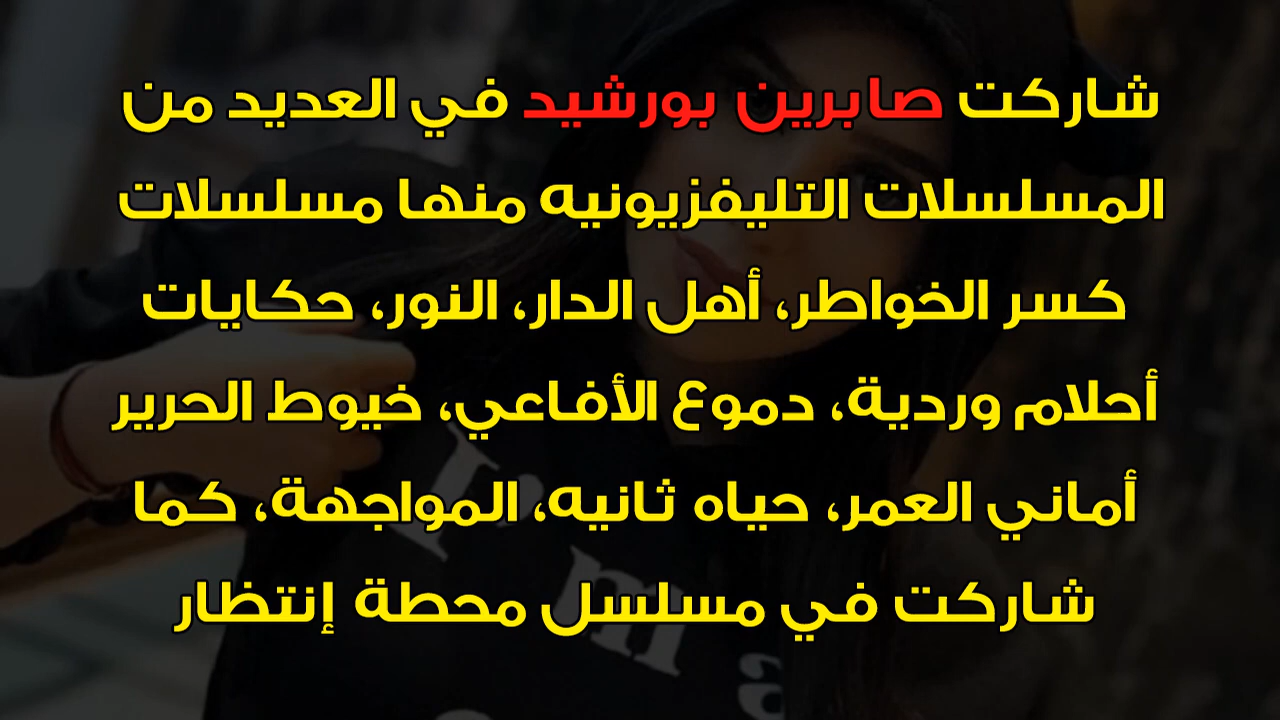 شاركت صابرين بورشيد في العديد من
المسلسلات التليفزيونيه منها مسلسلات
كسر الخواطر، أهل الدار، النور، حكايات
أحلام وردية، دموع الأفاعي، خيوط الحرير
أماني العمر، حياه ثانيه، المواجهة، كما
شاركت في مسلسل محطة إنتظار
I'm a